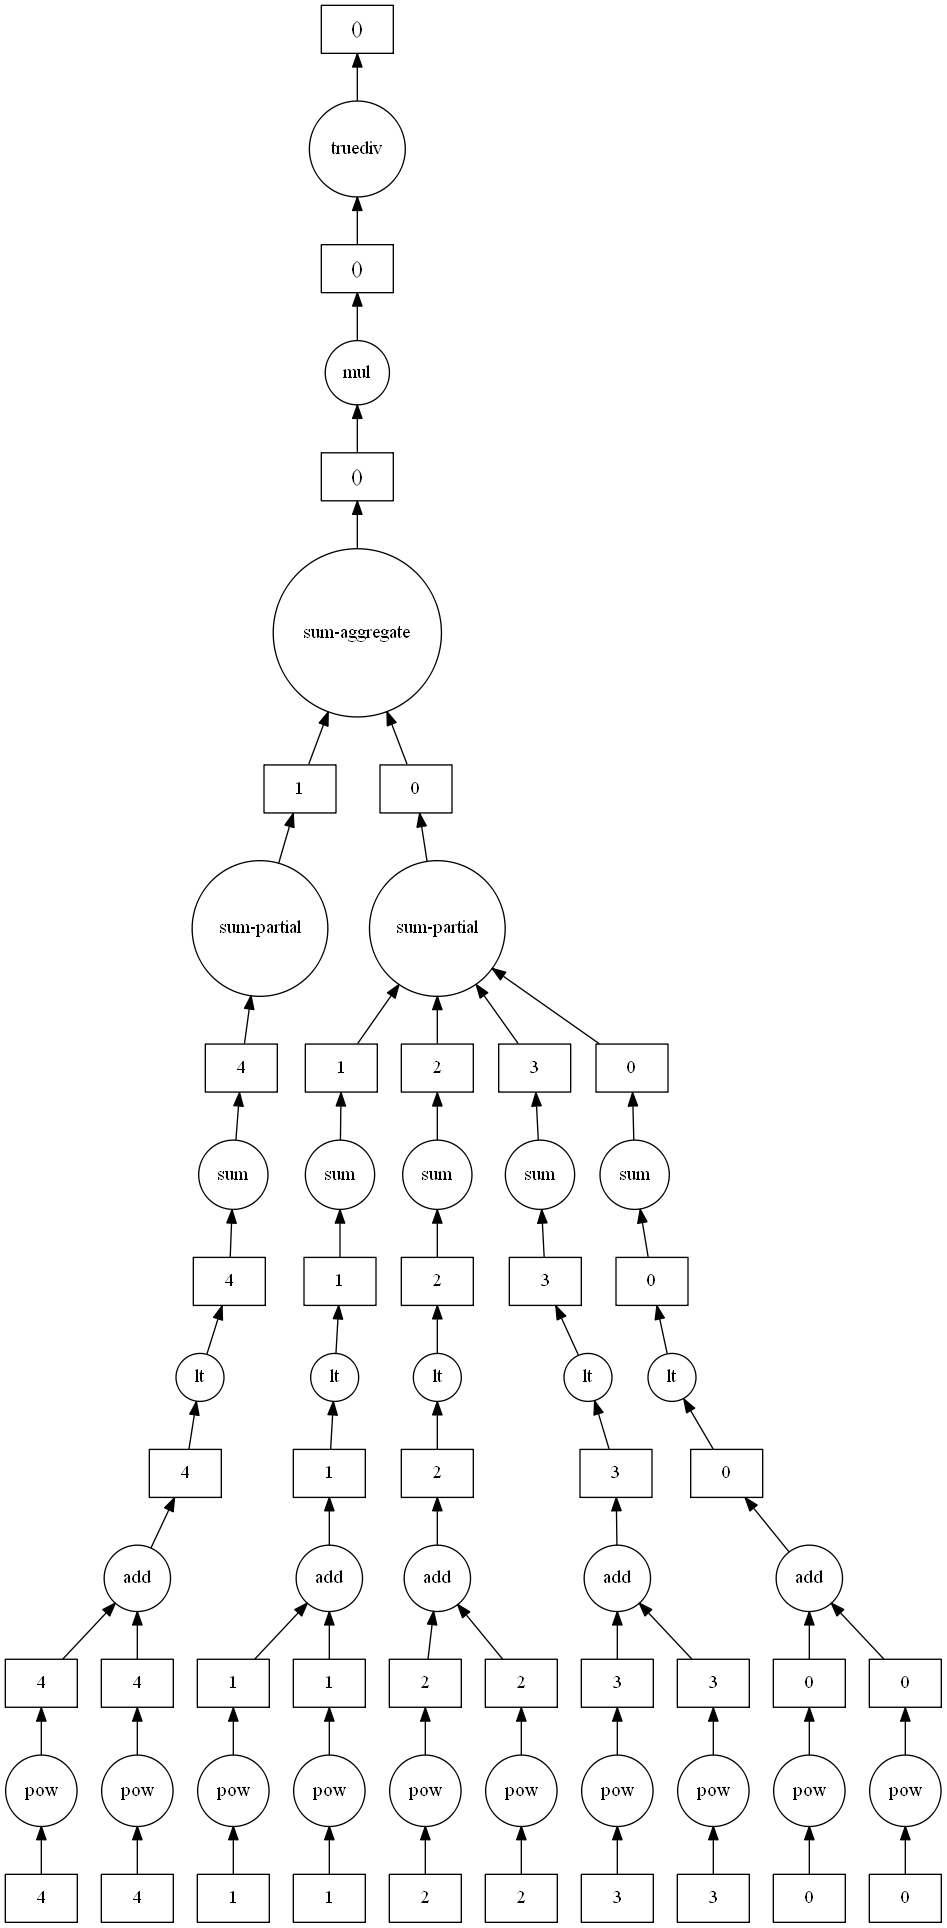 ()
truediv
()
mul
()
sum-aggregate
1 0
sum-partial sum-partial
4 1 2 3 0
sum sum sum sum sum
4 1 2 3 0
lt lt lt lt lt
4 1 2 3 0
add add add add add
4 4 1 1 2 2 3 3 0 0
pow pow pow pow pow pow pow pow pow pow
4 4 1 1 2 2 3 3 0 0